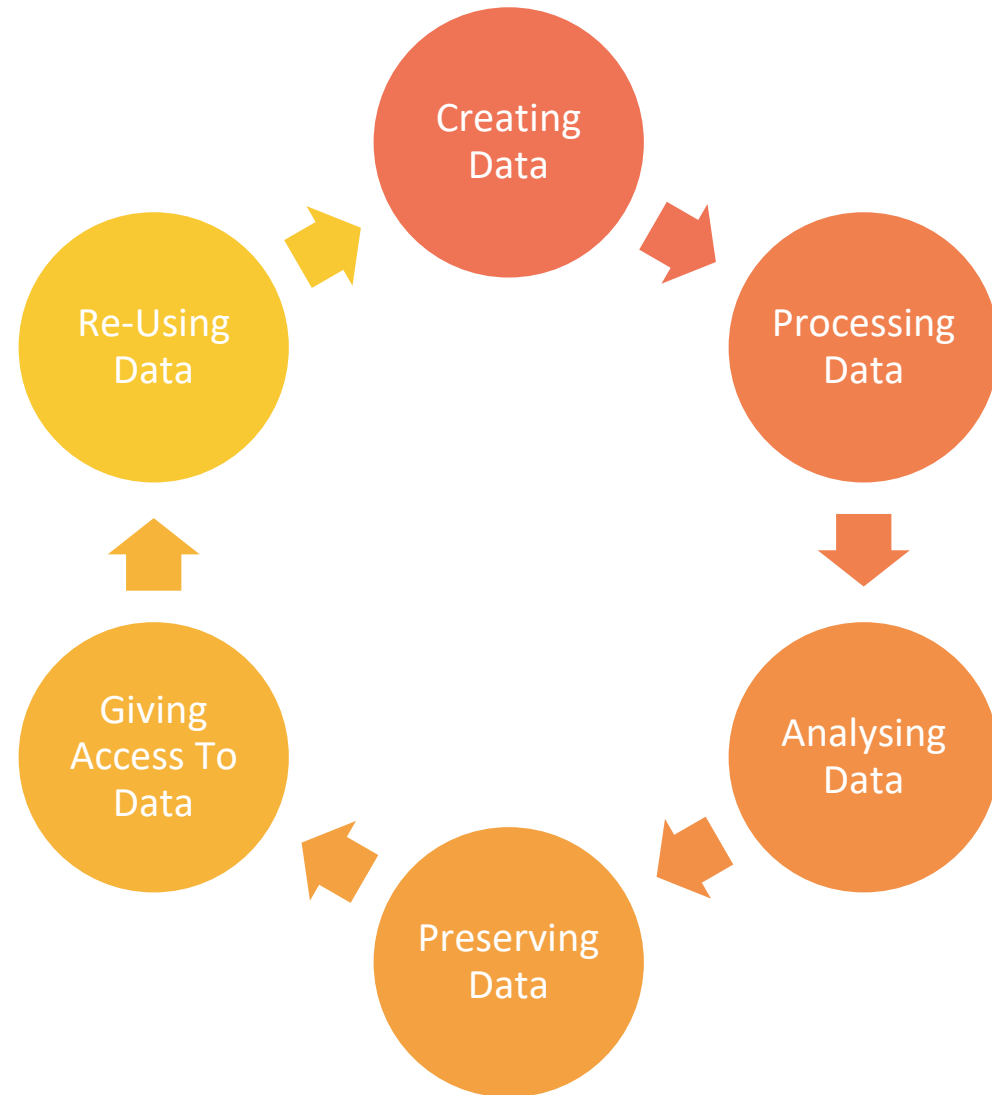 Creating
Data
Processing
Data
Analysing
Data
Preserving
Data
Giving
Access To
Data
Re-Using
Data